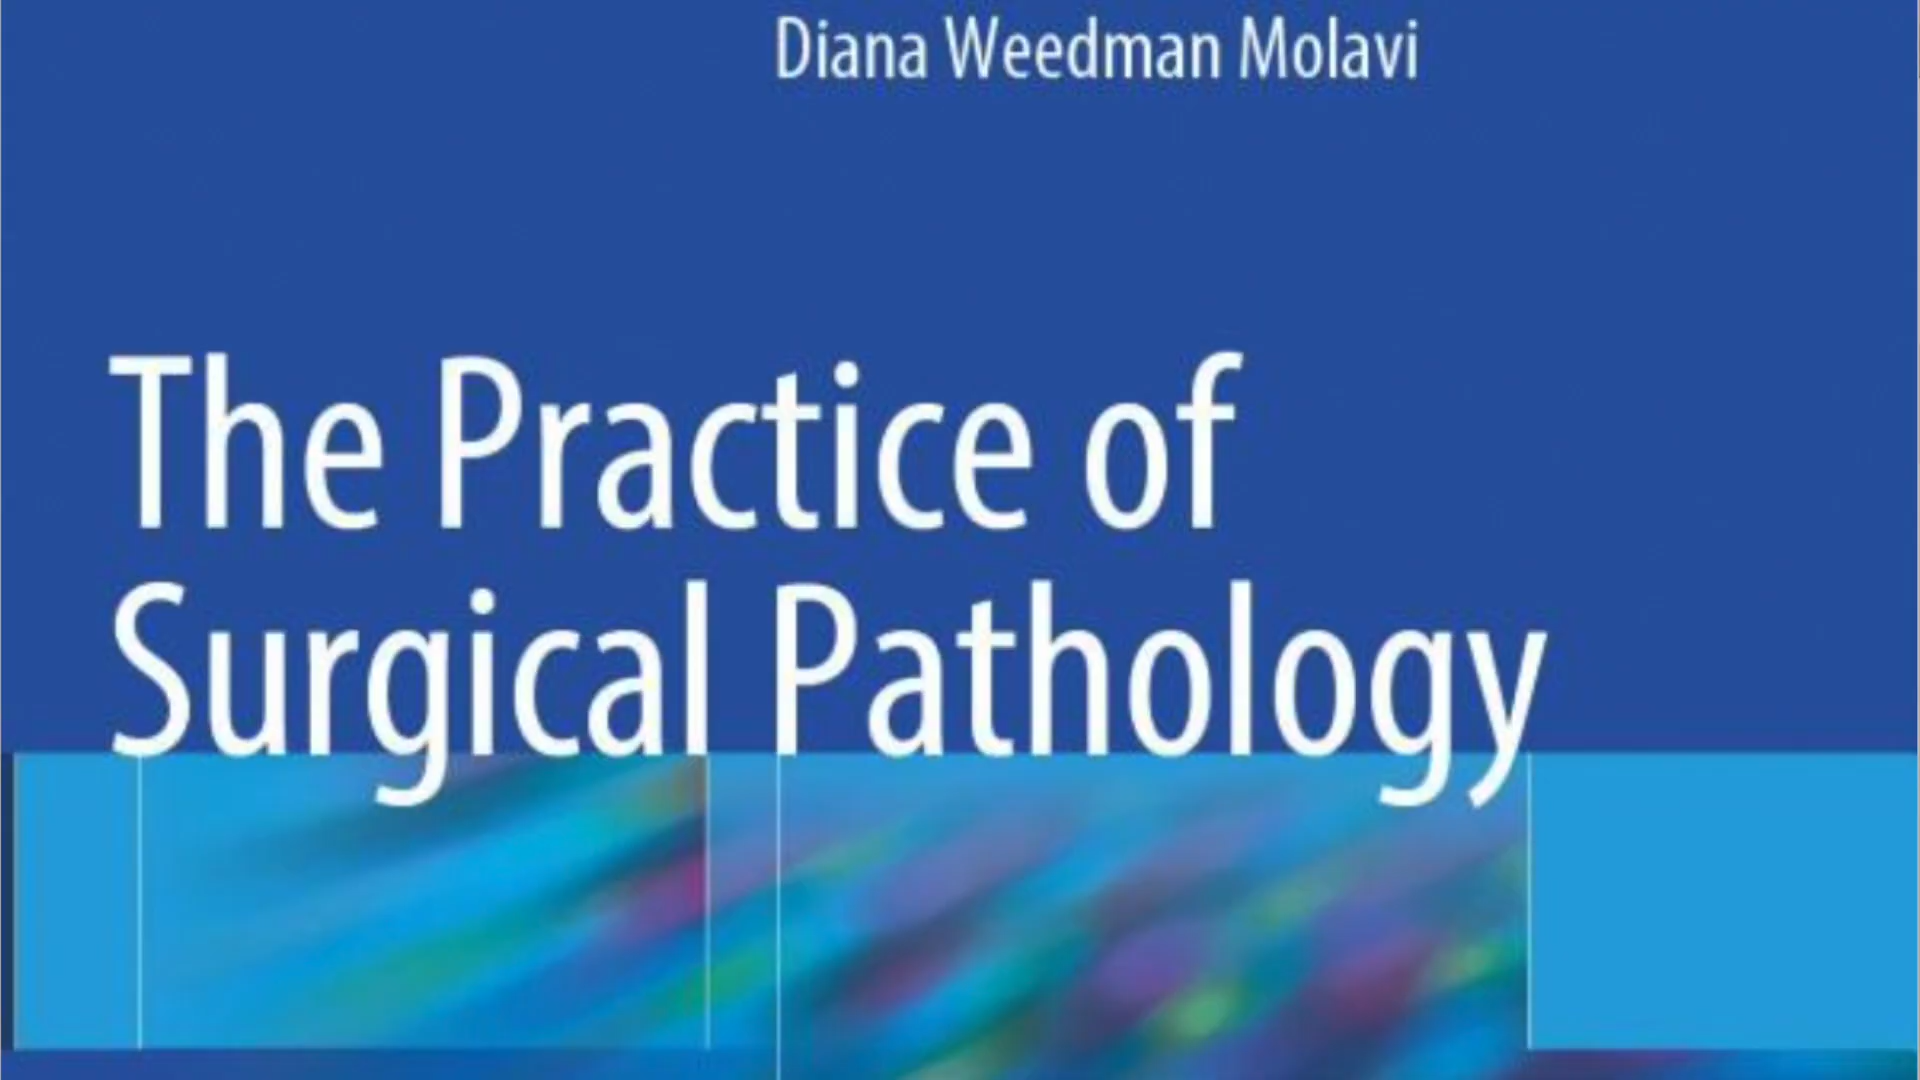 Diana Weedman Molavi
The Practice of
Surgical Pathology